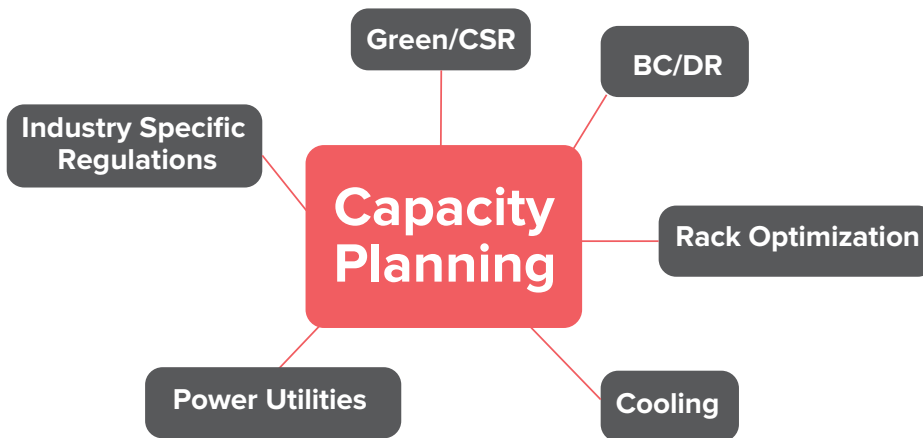 Green/CSR
BC/DR
Industry Specific
Regulations
Capacity
Planning
Rack Optimization
Power Utilities
Cooling